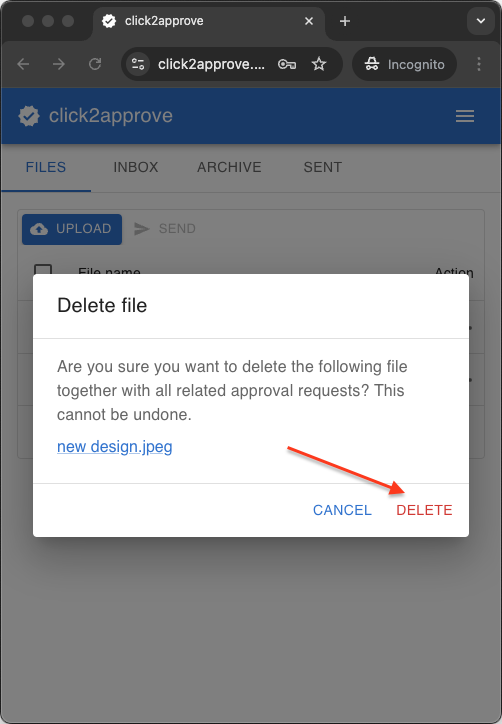 click2approve
click2approve....
Incognito
click2approve
FILES INBOX ARCHIVE SENT
UPLOAD SEND
File name Action
Delete file
Are you sure you want to delete the following file
together with all related approval requests? This
cannot be undone.
new design.jpeg
CANCEL DELETE